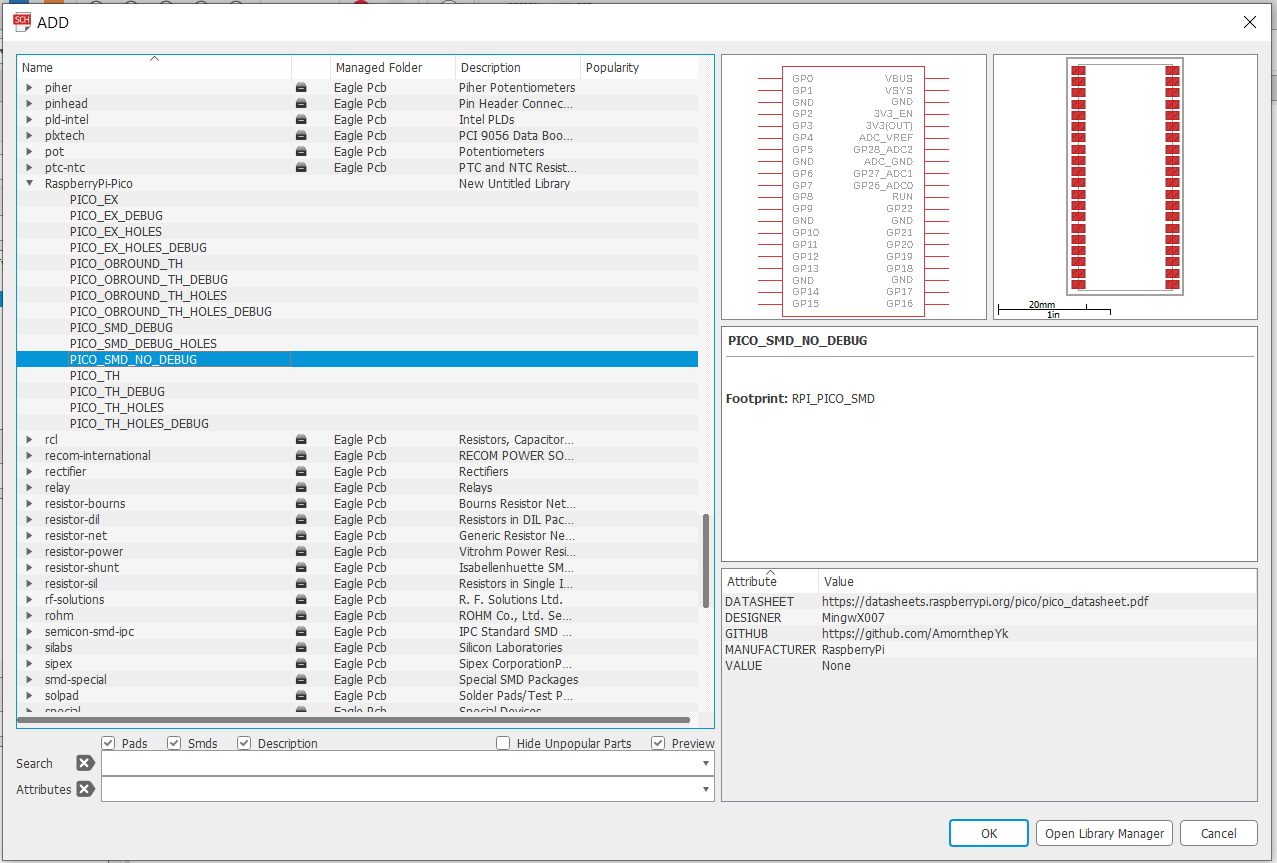 SCH ADD
Name Managed Folder Description Popularity
piher Eagle Pcb Piher Potentiometers
pinhead Eagle Pcb Pin Header Connec...
pld-intel Eagle Pcb Intel PLDs
plxtech Eagle Pcb PCI 9056 Data Boo...
pot Eagle Pcb Potentiometers
ptc-ntc Eagle Pcb PTC and NTC Resist...
RaspberryPi-Pico New Untitled Library
PICO_EX
PICO_EX_DEBUG
PICO_EX_HOLES
PICO_EX_HOLES_DEBUG
PICO_OBROUND_TH
PICO_OBROUND_TH_DEBUG
PICO_OBROUND_TH_HOLES
PICO_OBROUND_TH_HOLES_DEBUG
PICO_SMD_DEBUG
PICO_SMD_DEBUG_HOLES
PICO_SMD_NO_DEBUG
PICO_TH
PICO_TH_DEBUG
PICO_TH_HOLES
PICO_TH_HOLES_DEBUG
rcl Eagle Pcb Resistors, Capacitor...
recom-international Eagle Pcb RECOM POWER SO...
rectifier Eagle Pcb Rectifiers
relay Eagle Pcb Relays
resistor-bourns Eagle Pcb Bourns Resistor Net...
resistor-dil Eagle Pcb Resistors in DIL Pac...
resistor-net Eagle Pcb Generic Resistor Ne...
resistor-power Eagle Pcb Vitrohm Power Resi...
resistor-shunt Eagle Pcb Isabellenhuette SM...
resistor-sil Eagle Pcb Resistors in Single I...
rf-solutions Eagle Pcb R. F. Solutions Ltd.
rohm Eagle Pcb ROHM Co., Ltd. Se...
semicon-smd-ipc Eagle Pcb IPC Standard SMD ...
silabs Eagle Pcb Silicon Laboratories
sipex Eagle Pcb Sipex CorporationP...
smd-special Eagle Pcb Special SMD Packages
solpad Eagle Pcb Solder Pads/Test P...
special Eagle Pcb Special Devices
Pads Smds Description Hide Unpopular Parts Preview
Search
Attributes
GP0 VBUS
GP1 VSYS
GND GND
GP2 3V3_EN
GP3 3V3(OUT)
GP4 ADC_VREF
GP5 GP28_ADC2
GND ADC_GND
GP6 GP27_ADC1
GP7 GP26_ADC0
GP8 RUN
GP9 GP22
GND GND
GP10 GP21
GP11 GP20
GP12 GP19
GP13 GP18
GND GND
GP14 GP17
GP15 GP16
20mm
1in
PICO_SMD_NO_DEBUG
Footprint: RPI_PICO_SMD
Attribute Value
DATASHEET https://datasheets.raspberrypi.org/pico/pico_datasheet.pdf
DESIGNER MingwX007
GITHUB https://github.com/AmornthepYk
MANUFACTURER RaspberryPi
VALUE None
OK Open Library Manager Cancel